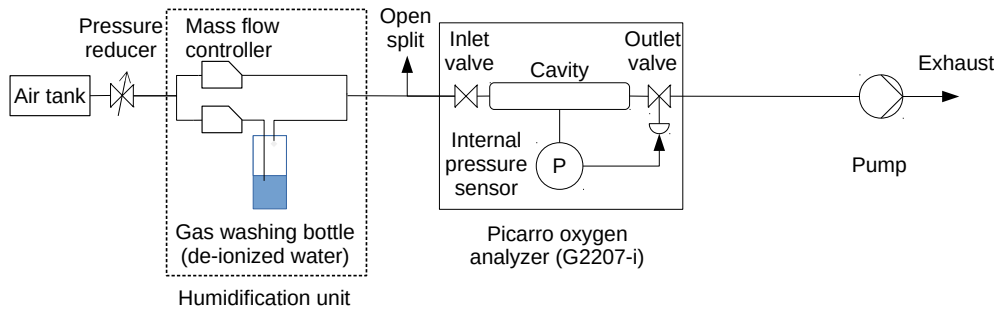 Pressure
reducer
Mass flow
controller
Open
split
Inlet
valve
Outlet
valve
Cavity
Exhaust
Air tank
Internal
pressure
sensor
P
Pump
Gas washing bottle
(de-ionized water)
Picarro oxygen
analyzer (G2207-i)
Humidification unit